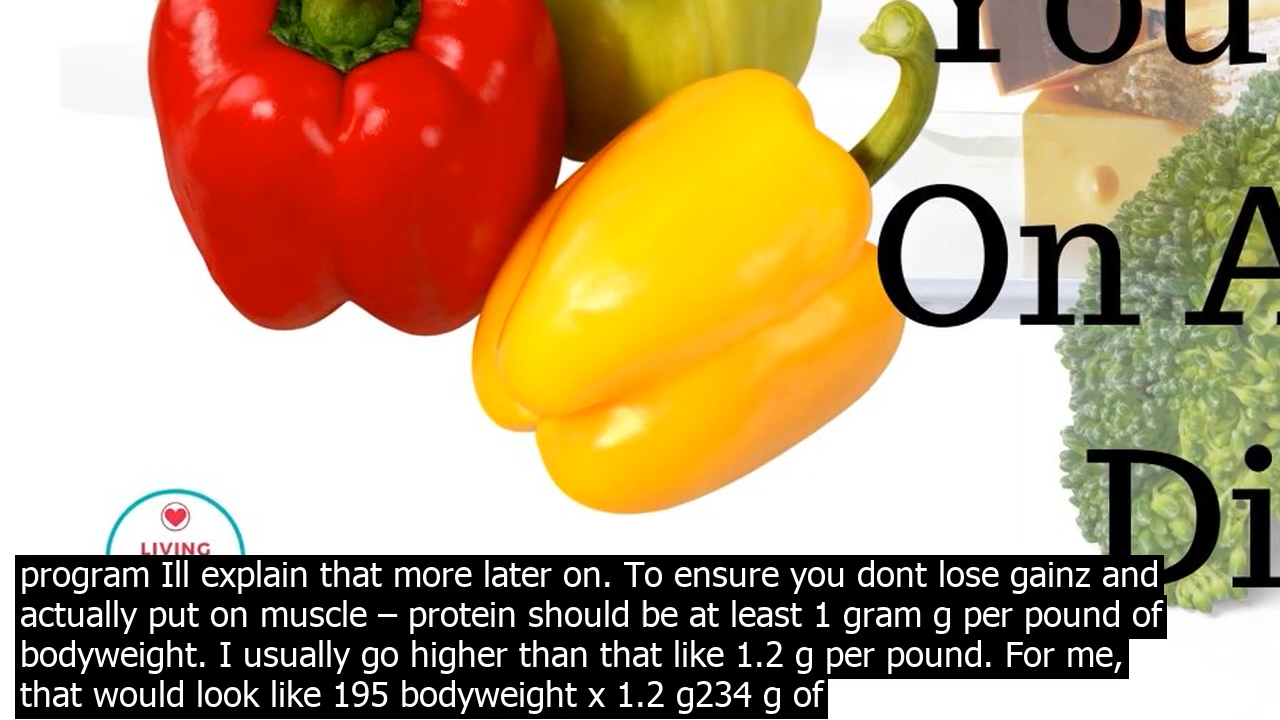 You
On A
Di
LIVING
program Ill explain that more later on. To ensure you dont lose gainz and
actually put on muscle – protein should be at least 1 gram g per pound of
bodyweight. I usually go higher than that like 1.2 g per pound. For me,
that would look like 195 bodyweight x 1.2 g234 g of